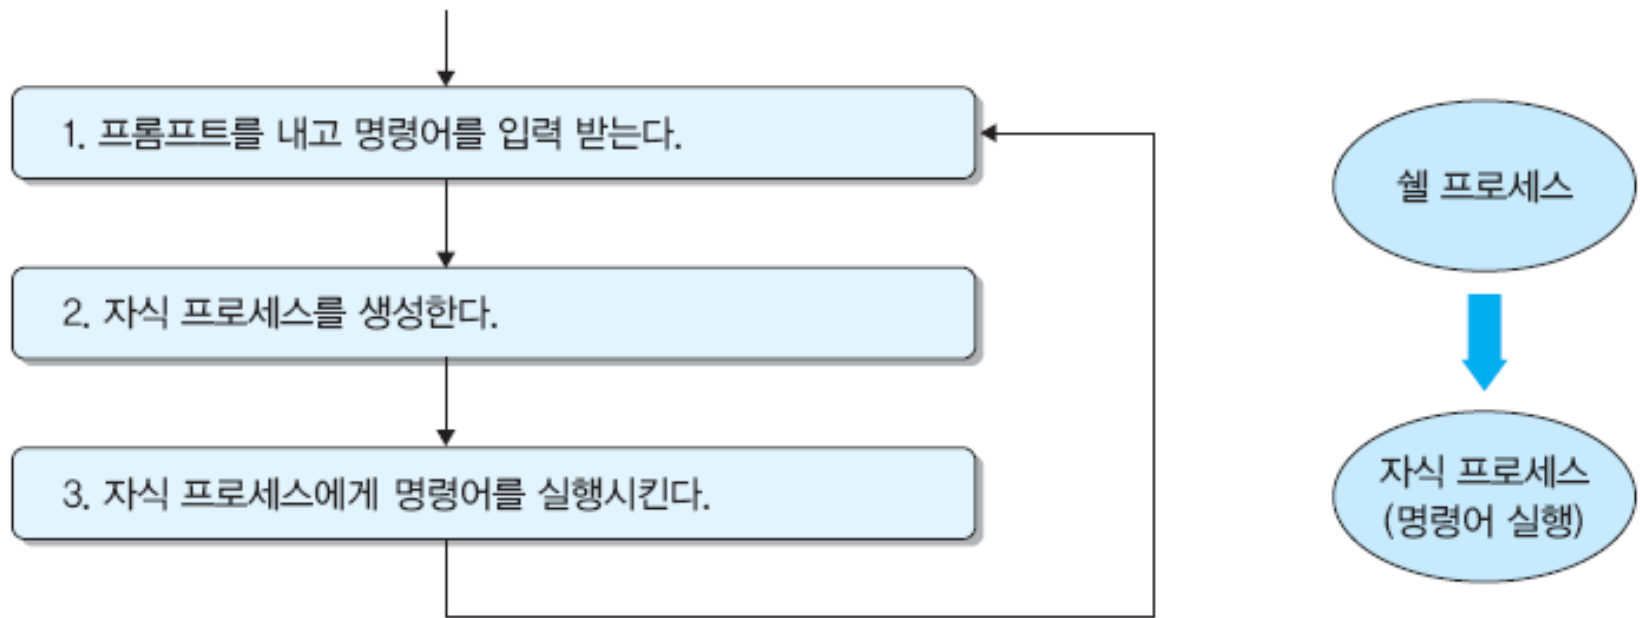 1. 프롬프트를 내고 명령어를 입력 받는다.
2. 자식 프로세스를 생성한다.
3. 자식 프로세스에게 명령어를 실행시킨다.
쉘 프로세스
자식 프로세스
(명령어 실행)